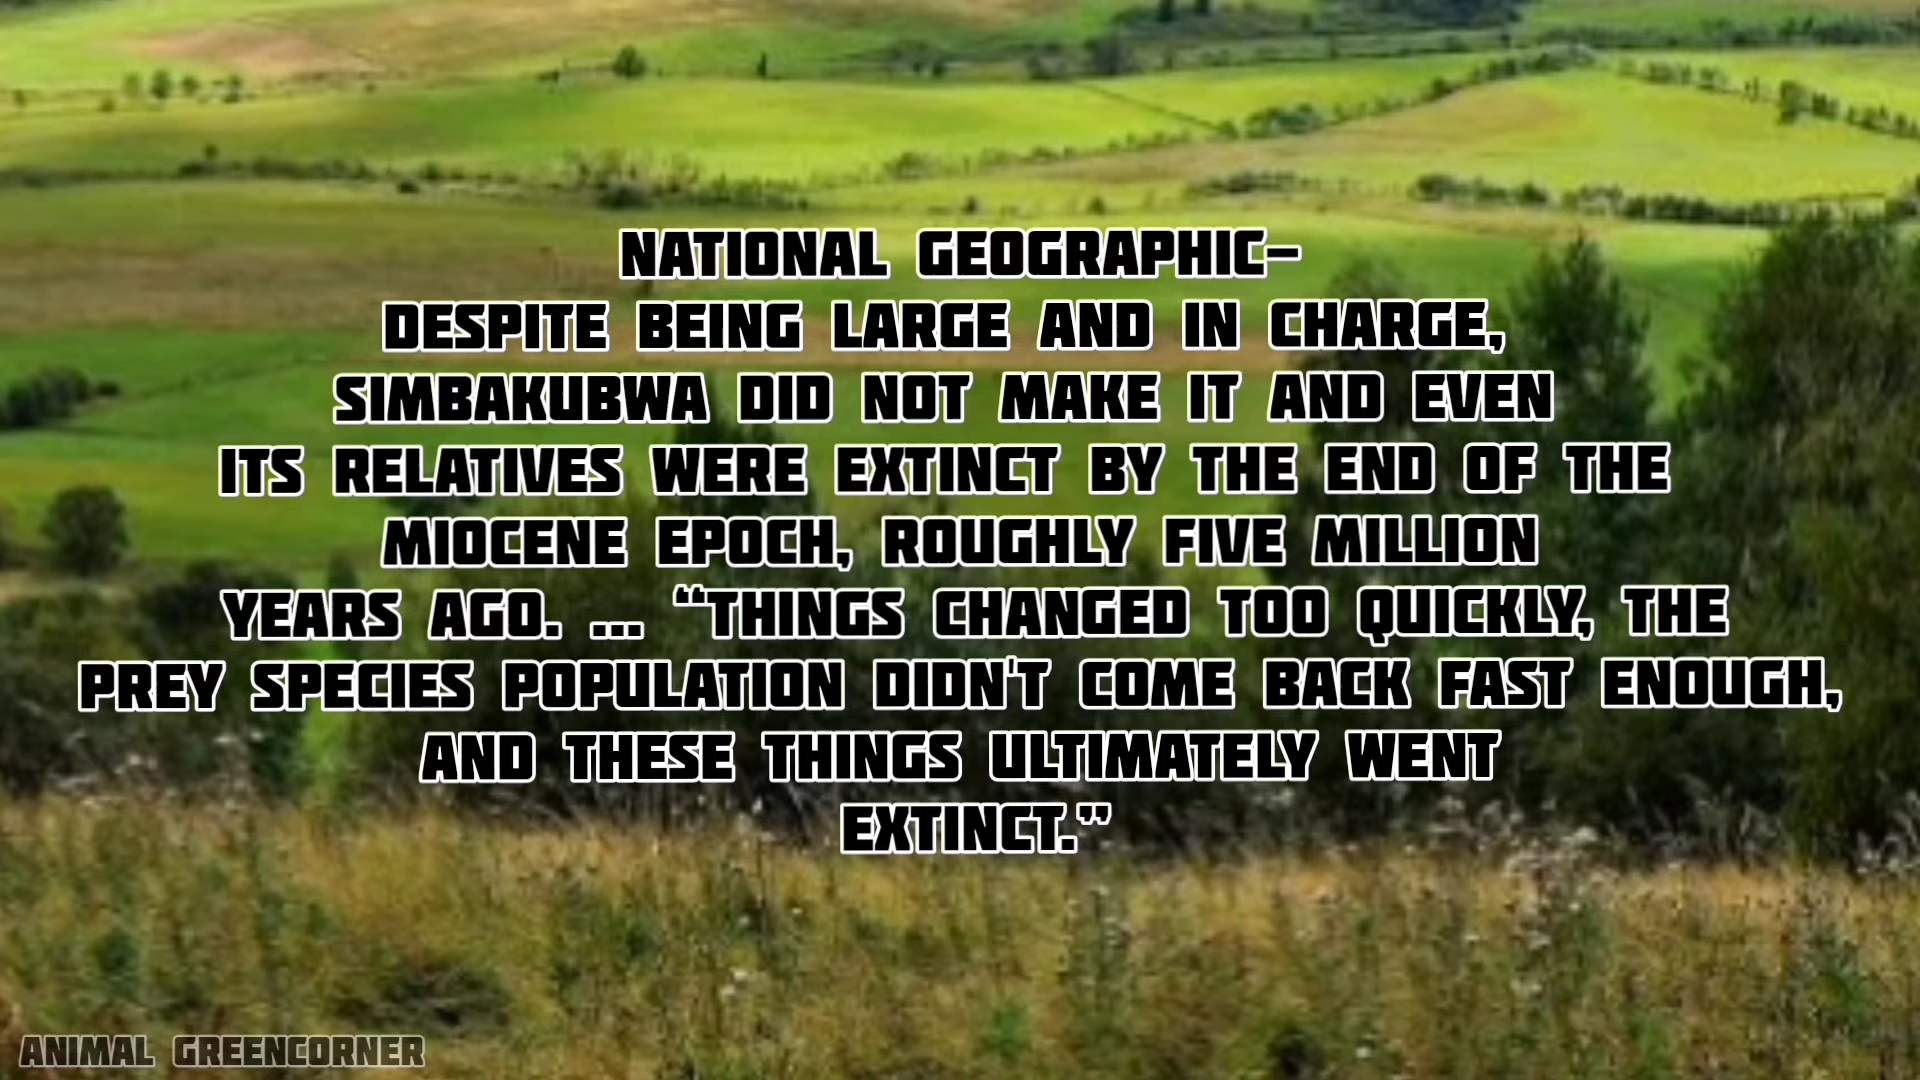 NATIONAL GEOGRAPHIC–
DESPITE BEING LARGE AND IN CHARGE,
SIMBAKUBWA DID NOT MAKE IT AND EVEN
ITS RELATIVES WERE EXTINCT BY THE END OF THE
MIOCENE EPOCH, ROUGHLY FIVE MILLION
YEARS AGO. ... “THINGS CHANGED TOO QUICKLY, THE
PREY SPECIES POPULATION DIDN'T COME BACK FAST ENOUGH,
AND THESE THINGS ULTIMATELY WENT
EXTINCT.”
ANIMAL GREENCORNER